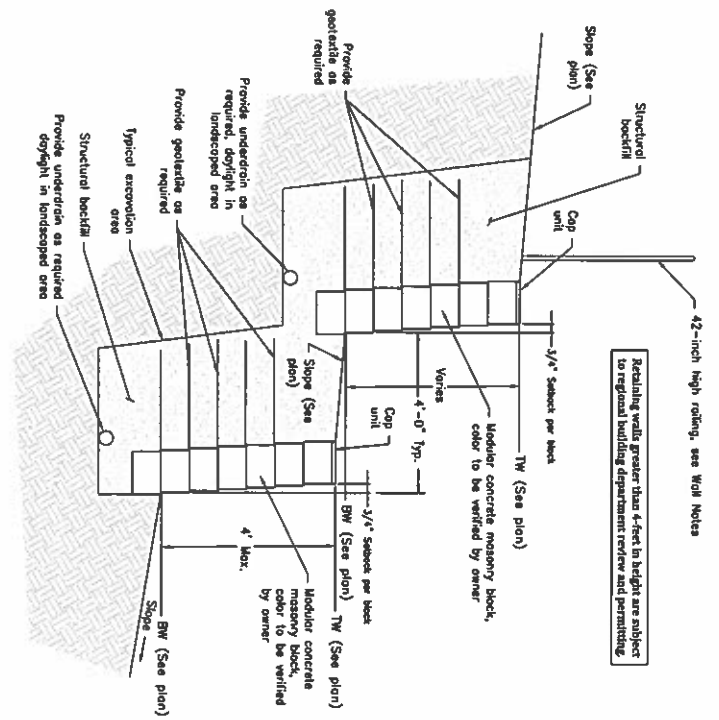 42-inch high railing, see Wall Notes
Retaining walls greater than 4-feet in height are subject
to regional building department review and permitting.
Structural
backfill
Slope (See
plan)
Cap
unit
3/4" Setback per block
TW (See plan)
Provide
geotextile as
required
Modular concrete masonry block,
color to be verified by owner
Varies
4'-0" Typ.
Provide underdrain as
required, daylight in
landscaped area
Slope (See
plan)
Cap
unit
3/4" Setback per block
BW (See plan)
TW (See plan)
Provide geotextile as
required
Typical excavation
area
Structural backfill
Provide underdrain as required
daylight in landscaped area
4' Max.
Modular concrete
masonry block,
color to be verified
by owner
BW (See plan)
Slope